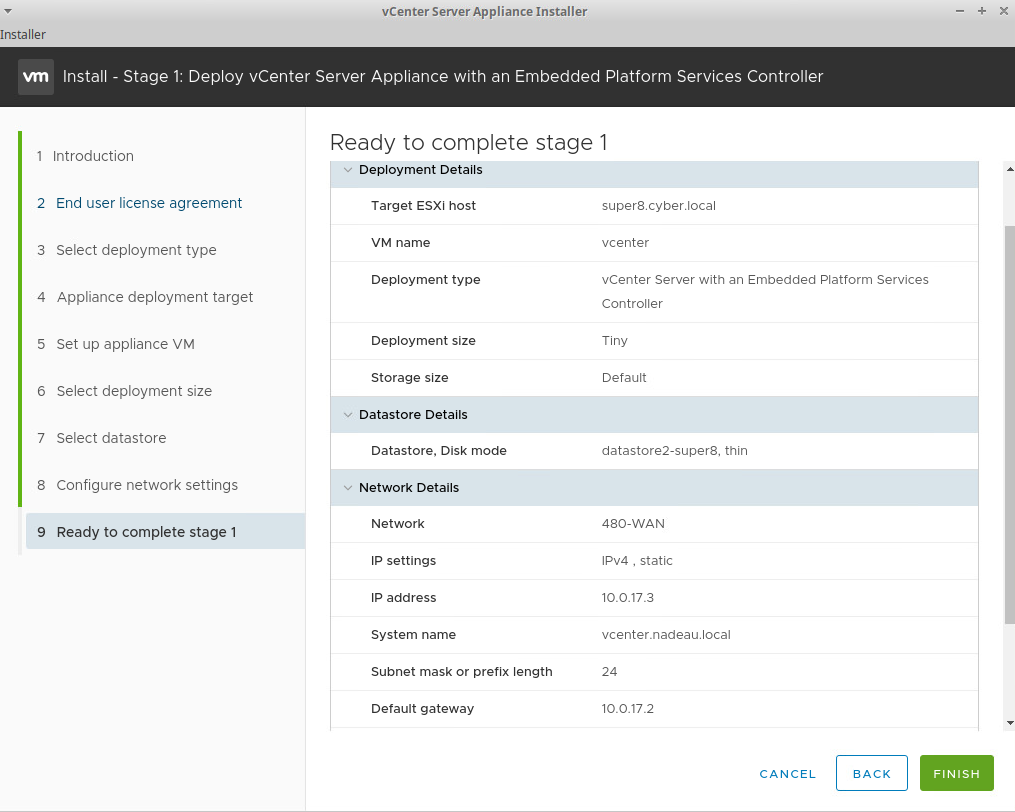 vCenter Server Appliance Installer
Installer
vm Install - Stage 1: Deploy vCenter Server Appliance with an Embedded Platform Services Controller
1 Introduction
2 End user license agreement
3 Select deployment type
4 Appliance deployment target
5 Set up appliance VM
6 Select deployment size
7 Select datastore
8 Configure network settings
9 Ready to complete stage 1
Ready to complete stage 1
Deployment Details
Target ESXi host super8.cyber.local
VM name vcenter
Deployment type vCenter Server with an Embedded Platform Services
Controller
Deployment size Tiny
Storage size Default
Datastore Details
Datastore, Disk mode datastore2-super8, thin
Network Details
Network 480-WAN
IP settings IPv4 , static
IP address 10.0.17.3
System name vcenter.nadeau.local
Subnet mask or prefix length 24
Default gateway 10.0.17.2
CANCEL BACK FINISH